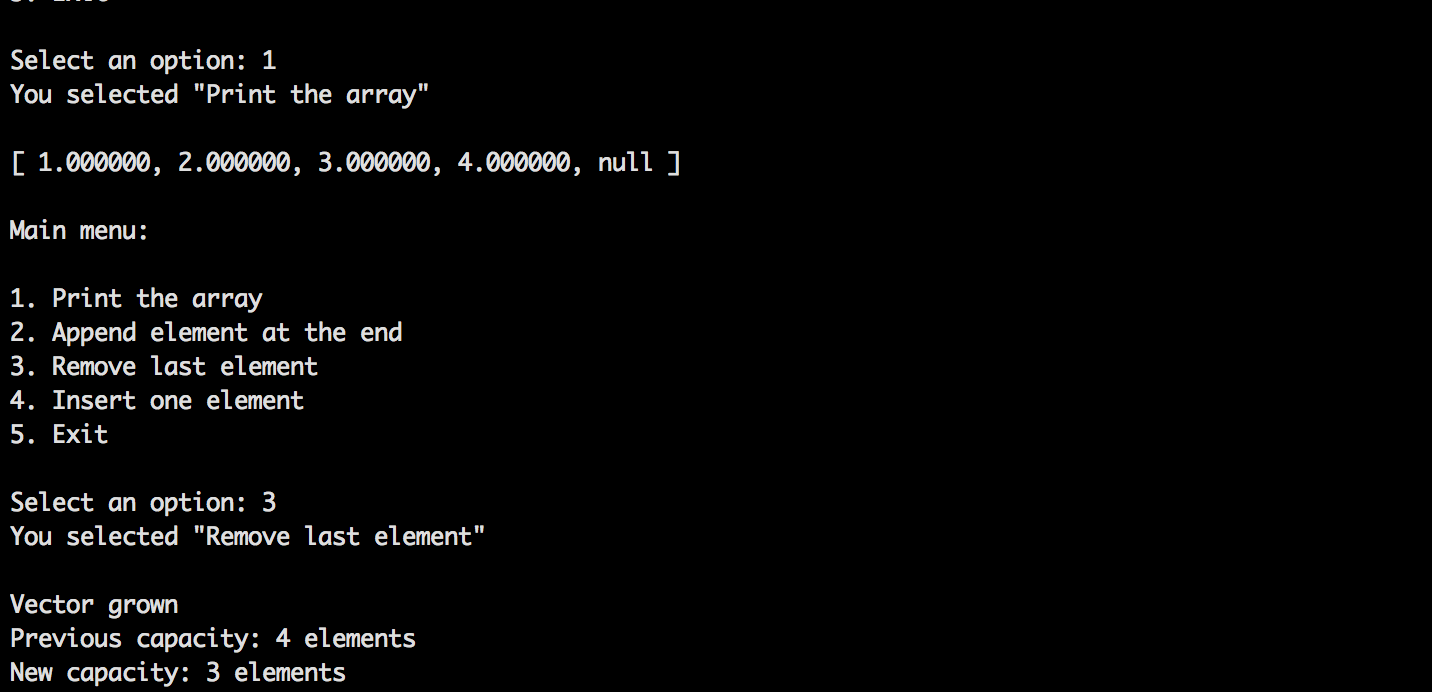 Select an option: 1
You selected "Print the array"
[ 1.000000, 2.000000, 3.000000, 4.000000, null ]
Main menu:
1. Print the array
2. Append element at the end
3. Remove last element
4. Insert one element
5. Exit
Select an option: 3
You selected "Remove last element"
Vector grown
Previous capacity: 4 elements
New capacity: 3 elements